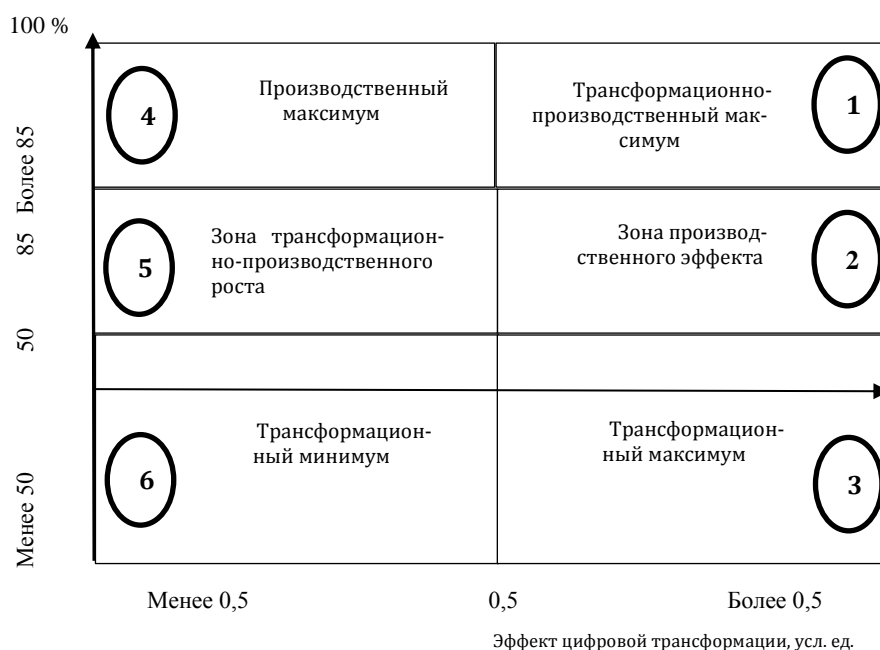 100 %
Более 85
85
50
Менее 50
4
Производственный
максимум
Трансформационно-
производственный мак-
симум
1
5
Зона трансформацион-
но-производственного
роста
Зона производ-
ственного эффекта
2
6
Трансформацион-
ный минимум
Трансформацион-
ный максимум
3
Менее 0,5
0,5
Более 0,5
Эффект цифровой трансформации, усл. ед.